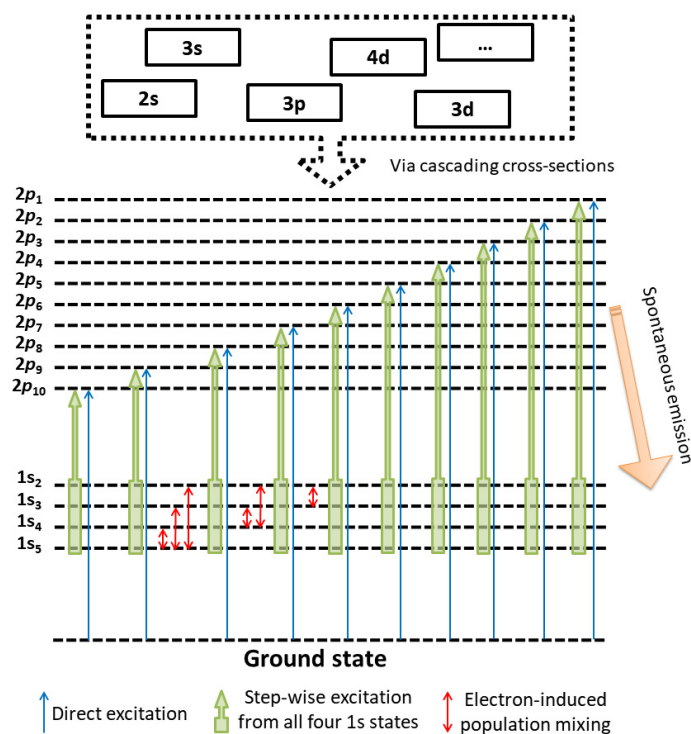 3s
4d
...
2s
3p
3d
Via cascading cross-sections
2p₁
2p₂
2p₃
2p₄
2p₅
2p₆
2p₇
2p₈
2p₉
2p₁₀
Spontaneous emission
1s₂
1s₃
1s₄
1s₅
Ground state
Direct excitation
Step-wise excitation
from all four 1s states
Electron-induced
population mixing